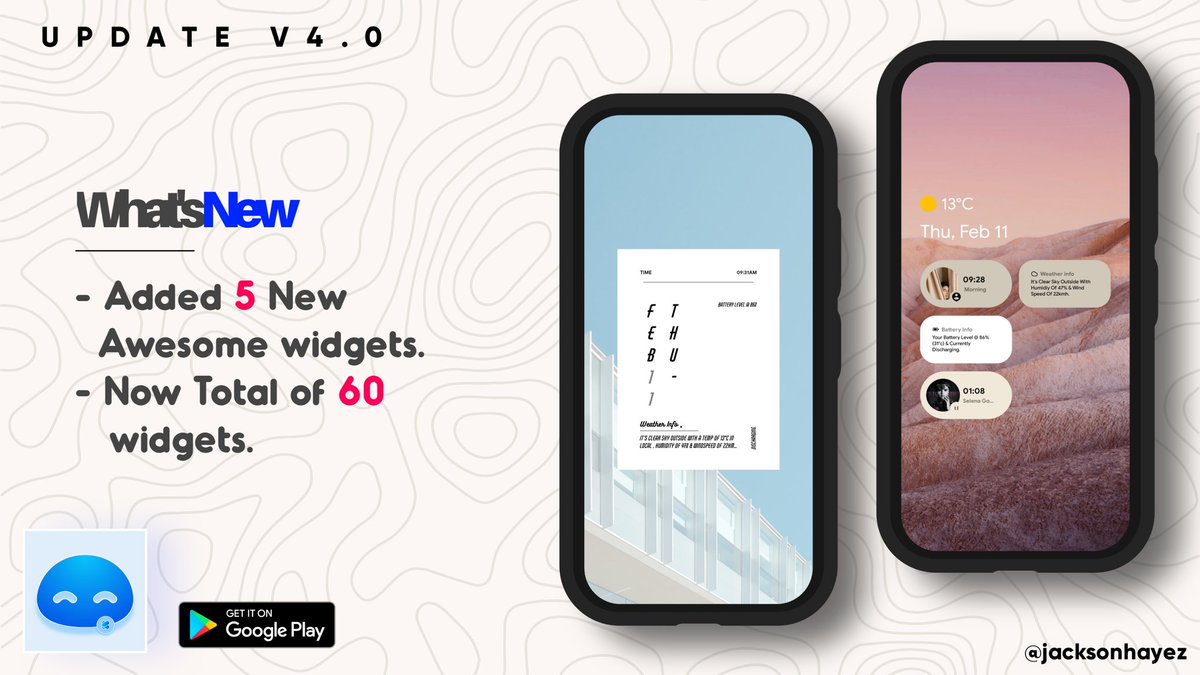 UPDATE V4.0
What'sNew
- Added 5 New
Awesome widgets.
- Now Total of 60
widgets.
GET IT ON
Google Play
TIME 09:31AM
BATTERY LEVEL @ 86%
F T
E H
B U
1 -
1
Weather Info .
IT'S CLEAR SKY OUTSIDE WITH A TEMP OF 13°C IN
LOCAL . HUMIDITY OF 47% & WINDSPEED OF 22KM...
DISCHARGING
13°C
Thu, Feb 11
09:28
Morning
Weather info
It's Clear Sky Outside With
Humidiy Of 47% & Wind
Speed Of 22kmh.
Battery Info
Your Battery Level @ 86%
(31°c) & Currently
Discharging.
01:08
Selena Go...
@jacksonhayez